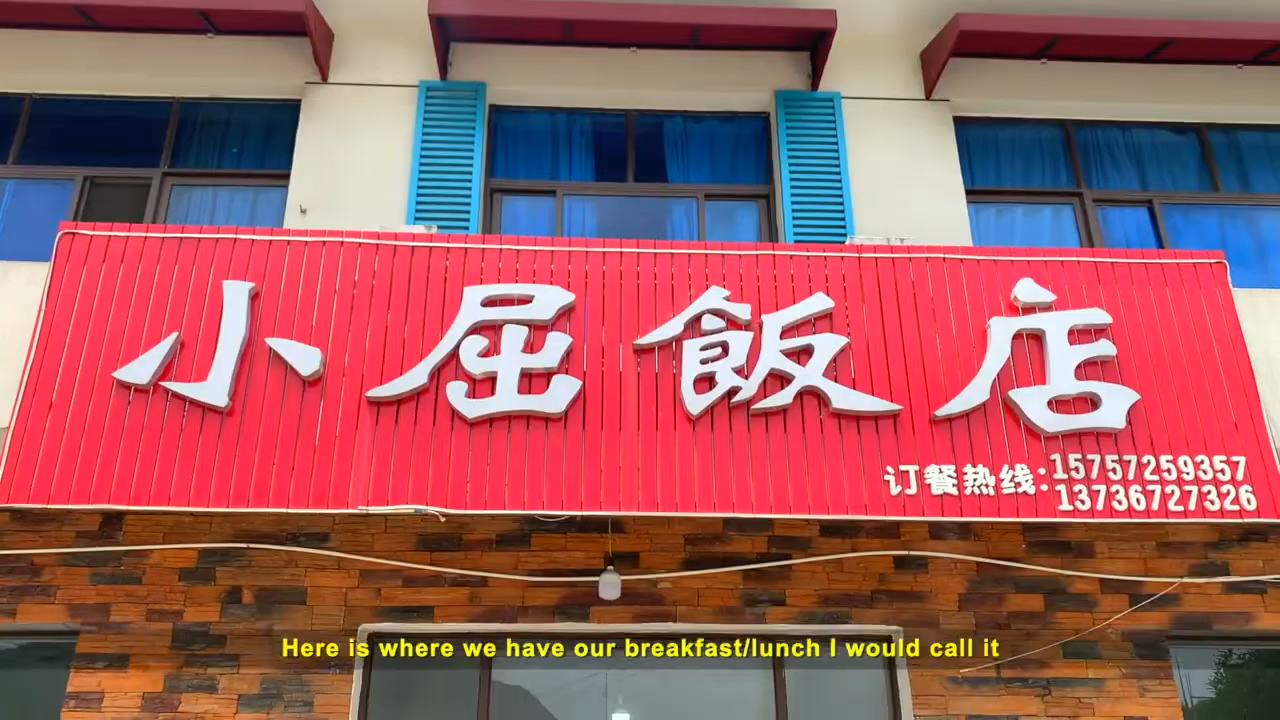 小屈飯店
订餐热线:15757259357
13736727326
Here is where we have our breakfast/lunch I would call it